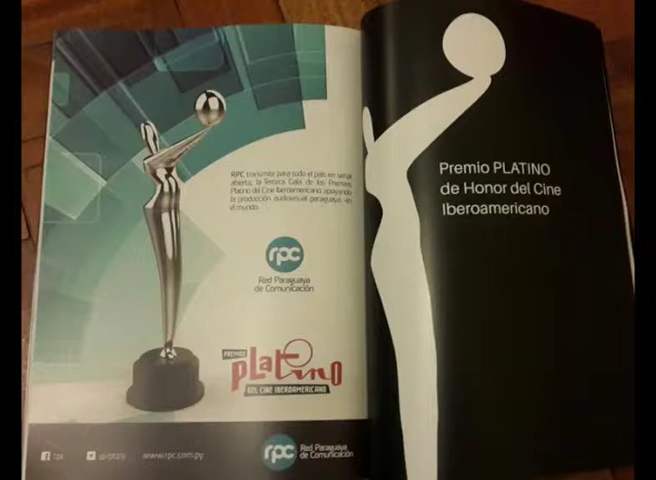 RPC transmite para todo el país en señal
abierta, la Tercera Gala de los Premios
Platino del Cine Iberoamericano, apoyando
la producción audiovisual paraguaya, en
el mundo.
rpc
Red Paraguaya
de Comunicación
PREMIOS
PLatino
DEL CINE IBEROAMERICANO
www.rpc.com.py
rpc
Red Paraguaya
de Comunicación
Premio PLATINO
de Honor del Cine
Iberoamericano